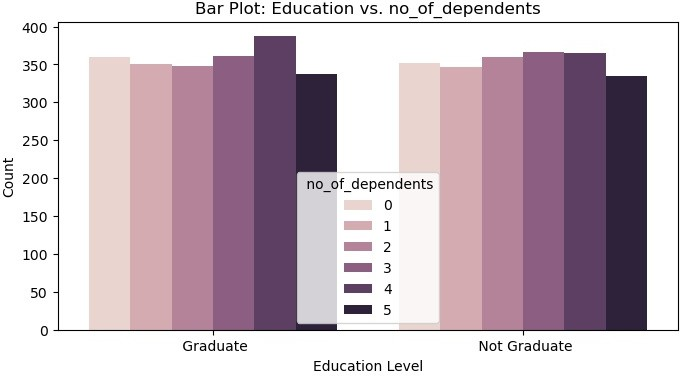 Bar Plot: Education vs. no_of_dependents
400
350
300
250
200
150
100
50
0
Count
no_of_dependents
0
1
2
3
4
5
Graduate
Not Graduate
Education Level